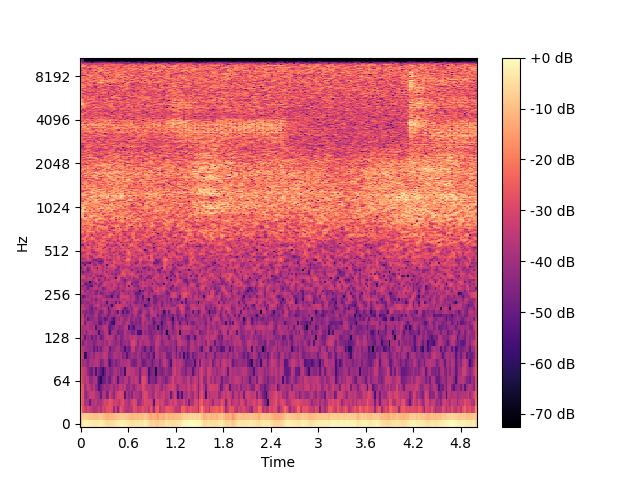 8192
4096
2048
1024
512
256
128
64
0
Hz
0 0.6 1.2 1.8 2.4 3 3.6 4.2 4.8
Time
+0 dB
-10 dB
-20 dB
-30 dB
-40 dB
-50 dB
-60 dB
-70 dB